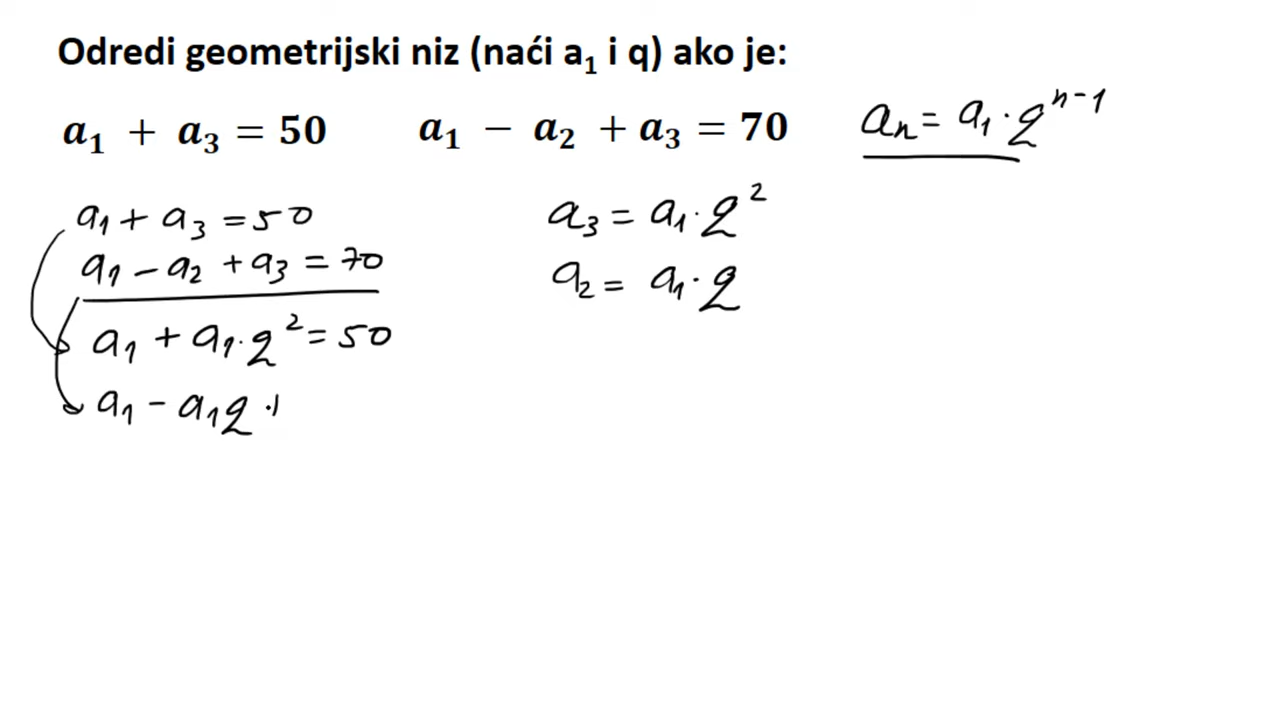 Odredi geometrijski niz (naći a₁ i q) ako je:
a₁ + a₃ = 50
a₁ − a₂ + a₃ = 70
aₙ = a₁ · qⁿ⁻¹
a₁ + a₃ = 50
a₁ − a₂ + a₃ = 70
a₁ + a₁ · q² = 50
a₁ − a₁q
a₃ = a₁ · q²
a₂ = a₁ · q